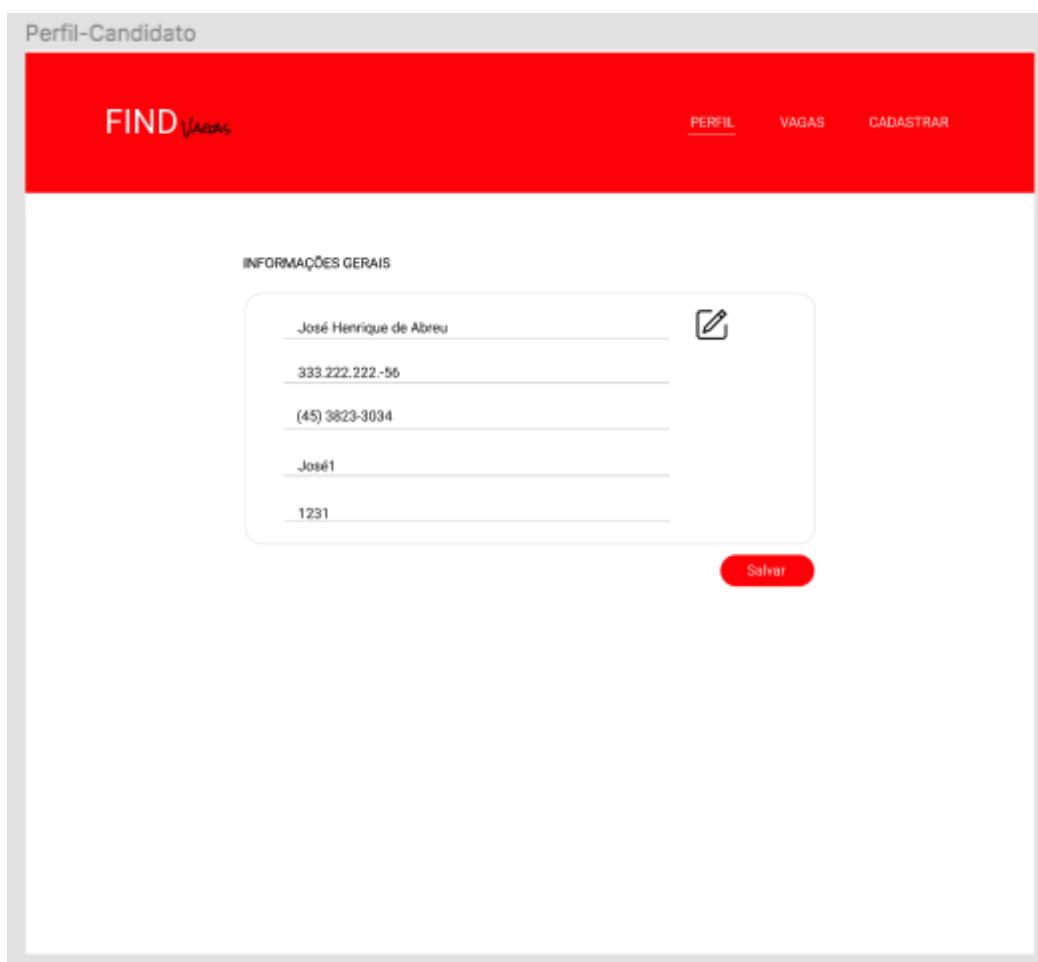 Perfil-Candidato
FIND VAGAS
PERFIL VAGAS CADASTRAR
INFORMAÇÕES GERAIS
José Henrique de Abreu
333.222.222.-56
(45) 3823-3034
José1
1231
Salvar